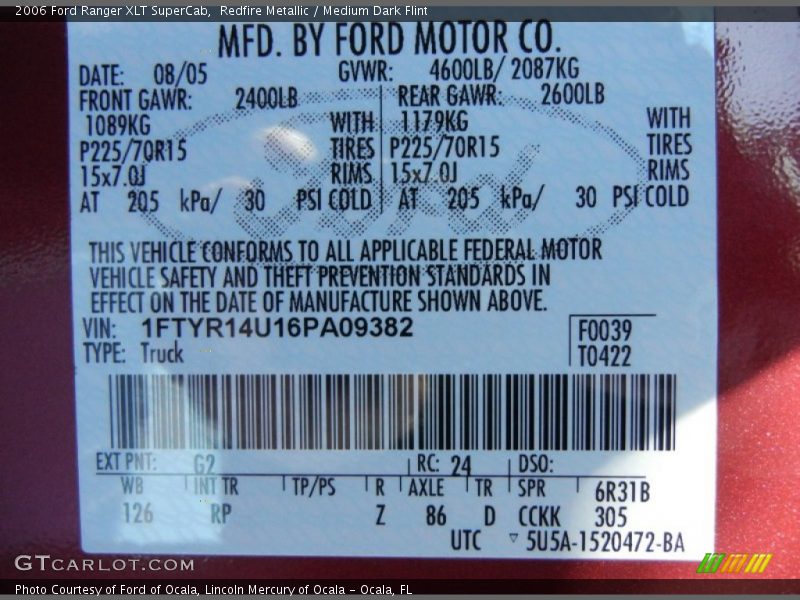 2006 Ford Ranger XLT SuperCab,  Redfire Metallic / Medium Dark Flint
MFD. BY FORD MOTOR CO.
DATE: 08/05 GVWR: 4600LB/ 2087KG
FRONT GAWR: 2400LB REAR GAWR: 2600LB
1089KG WITH 1179KG WITH
P225/70R15 TIRES P225/70R15 TIRES
15x7.0J RIMS 15x7.0J RIMS
AT 205 kPa/ 30 PSI COLD AT 205 kPa/ 30 PSI COLD
Ford
THIS VEHICLE CONFORMS TO ALL APPLICABLE FEDERAL MOTOR
VEHICLE SAFETY AND THEFT PREVENTION STANDARDS IN
EFFECT ON THE DATE OF MANUFACTURE SHOWN ABOVE.
VIN: 1FTYR14U16PA09382 F0039
TYPE: Truck T0422
EXT PNT: G2 RC: 24 DSO:
WB INT TR TP/PS R AXLE TR SPR 6R31B
126 RP Z 86 D CCKK 305
UTC ▽ 5U5A-1520472-BA
GTCARLOT.COM
Photo Courtesy of Ford of Ocala, Lincoln Mercury of Ocala - Ocala, FL